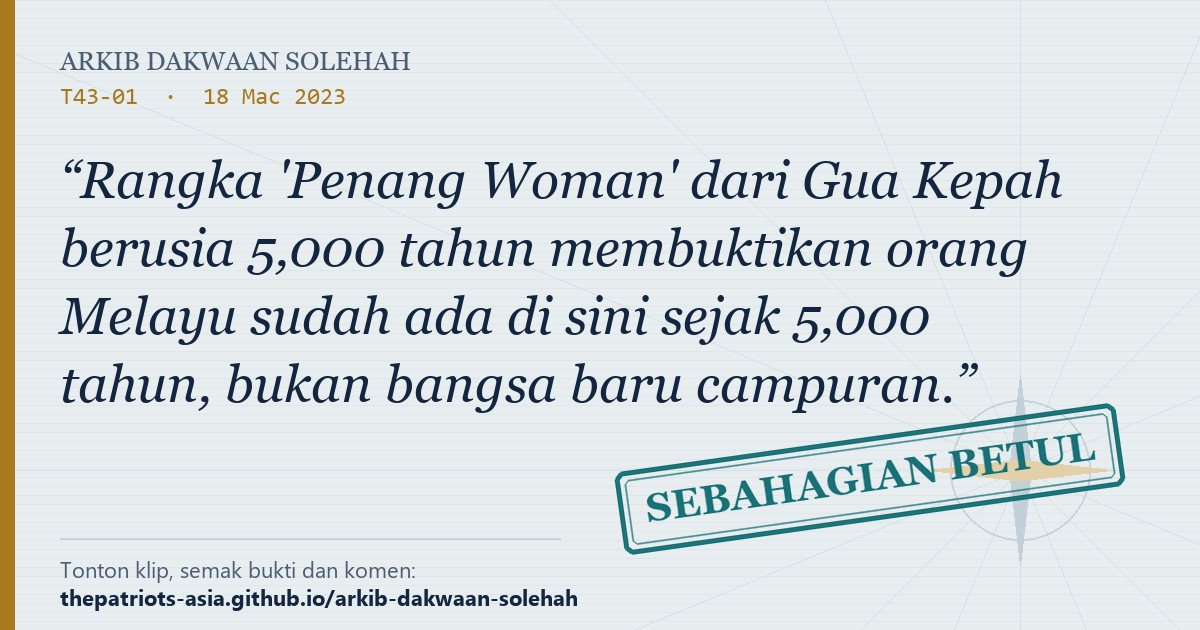 ARKIB DAKWAAN SOLEHAH
T43-01 · 18 Mac 2023
“Rangka 'Penang Woman' dari Gua Kepah
berusia 5,000 tahun membuktikan orang
Melayu sudah ada di sini sejak 5,000
tahun, bukan bangsa baru campuran.”
SEBAHAGIAN BETUL
Tonton klip, semak bukti dan komen:
thepatriots-asia.github.io/arkib-dakwaan-solehah